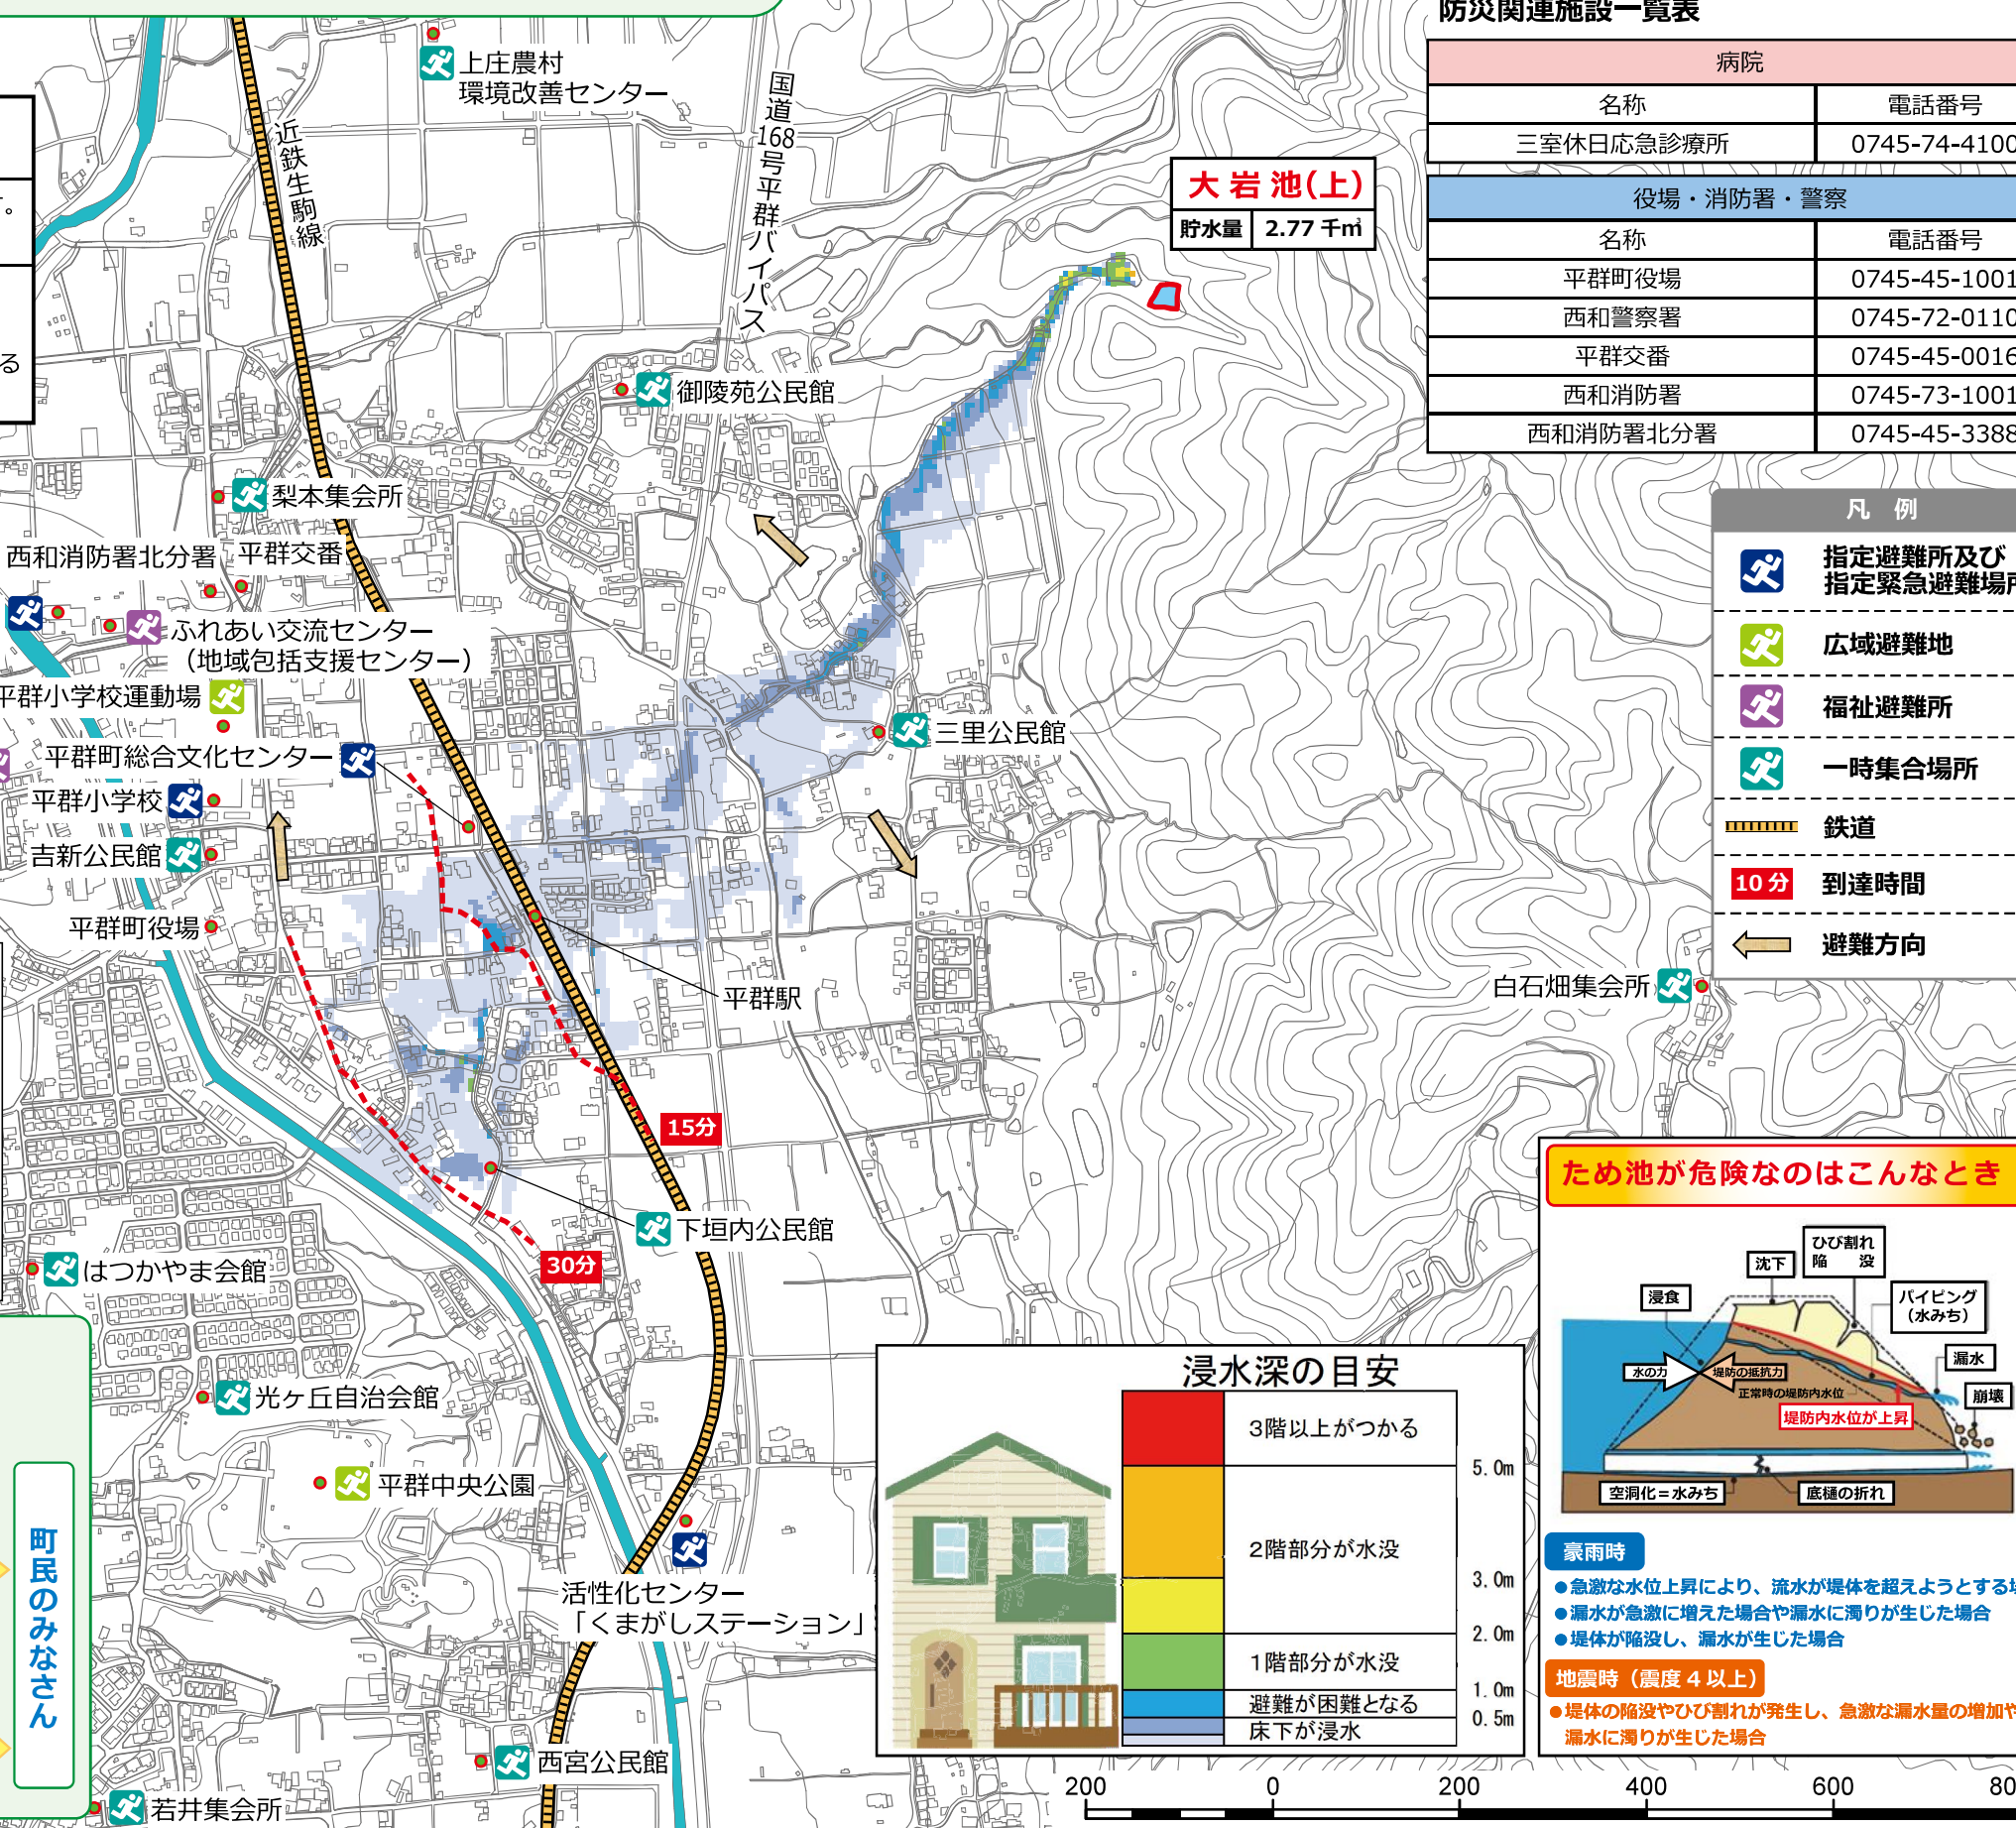 防災関連施設一覧表
病院
名称 電話番号
三室休日応急診療所 0745-74-4100
役場・消防署・警察
名称 電話番号
平群町役場 0745-45-1001
西和警察署 0745-72-0110
平群交番 0745-45-0016
西和消防署 0745-73-1001
西和消防署北分署 0745-45-3388
上庄農村
環境改善センター
近鉄生駒線
国道168号平群バイパス
大岩池(上)
貯水量 2.77 千㎥
。
る
御陵苑公民館
梨本集会所
西和消防署北分署
平群交番
ふれあい交流センター
（地域包括支援センター）
平群小学校運動場
平群町総合文化センター
平群小学校
吉新公民館
平群町役場
三里公民館
平群駅
白石畑集会所
15分
下垣内公民館
30分
はつかやま会館
光ヶ丘自治会館
平群中央公園
活性化センター
「くまがしステーション」
西宮公民館
若井集会所
町民のみなさん
凡 例
指定避難所及び
指定緊急避難場所
広域避難地
福祉避難所
一時集合場所
鉄道
10分 到達時間
避難方向
浸水深の目安
3階以上がつかる
5.0m
2階部分が水没
3.0m
2.0m
1階部分が水没
1.0m
避難が困難となる
0.5m
床下が浸水
ため池が危険なのはこんなとき
ひび割れ
陥 没
沈下
浸食
パイピング
（水みち）
漏水
水の力
堤防の抵抗力
正常時の堤防内水位
崩壊
堤防内水位が上昇
空洞化＝水みち
底樋の折れ
豪雨時
●急激な水位上昇により、流水が堤体を超えようとする
●漏水が急激に増えた場合や漏水に濁りが生じた場合
●堤体が陥没し、漏水が生じた場合
地震時（震度４以上）
●堤体の陥没やひび割れが発生し、急激な漏水量の増加や
漏水に濁りが生じた場合
200 0 200 400 600 80